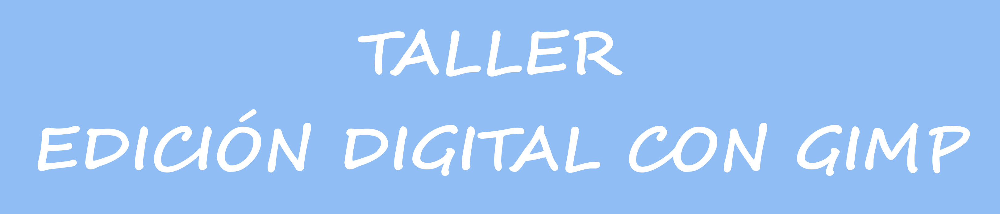 TALLER
EDICIÓN DIGITAL CON GIMP